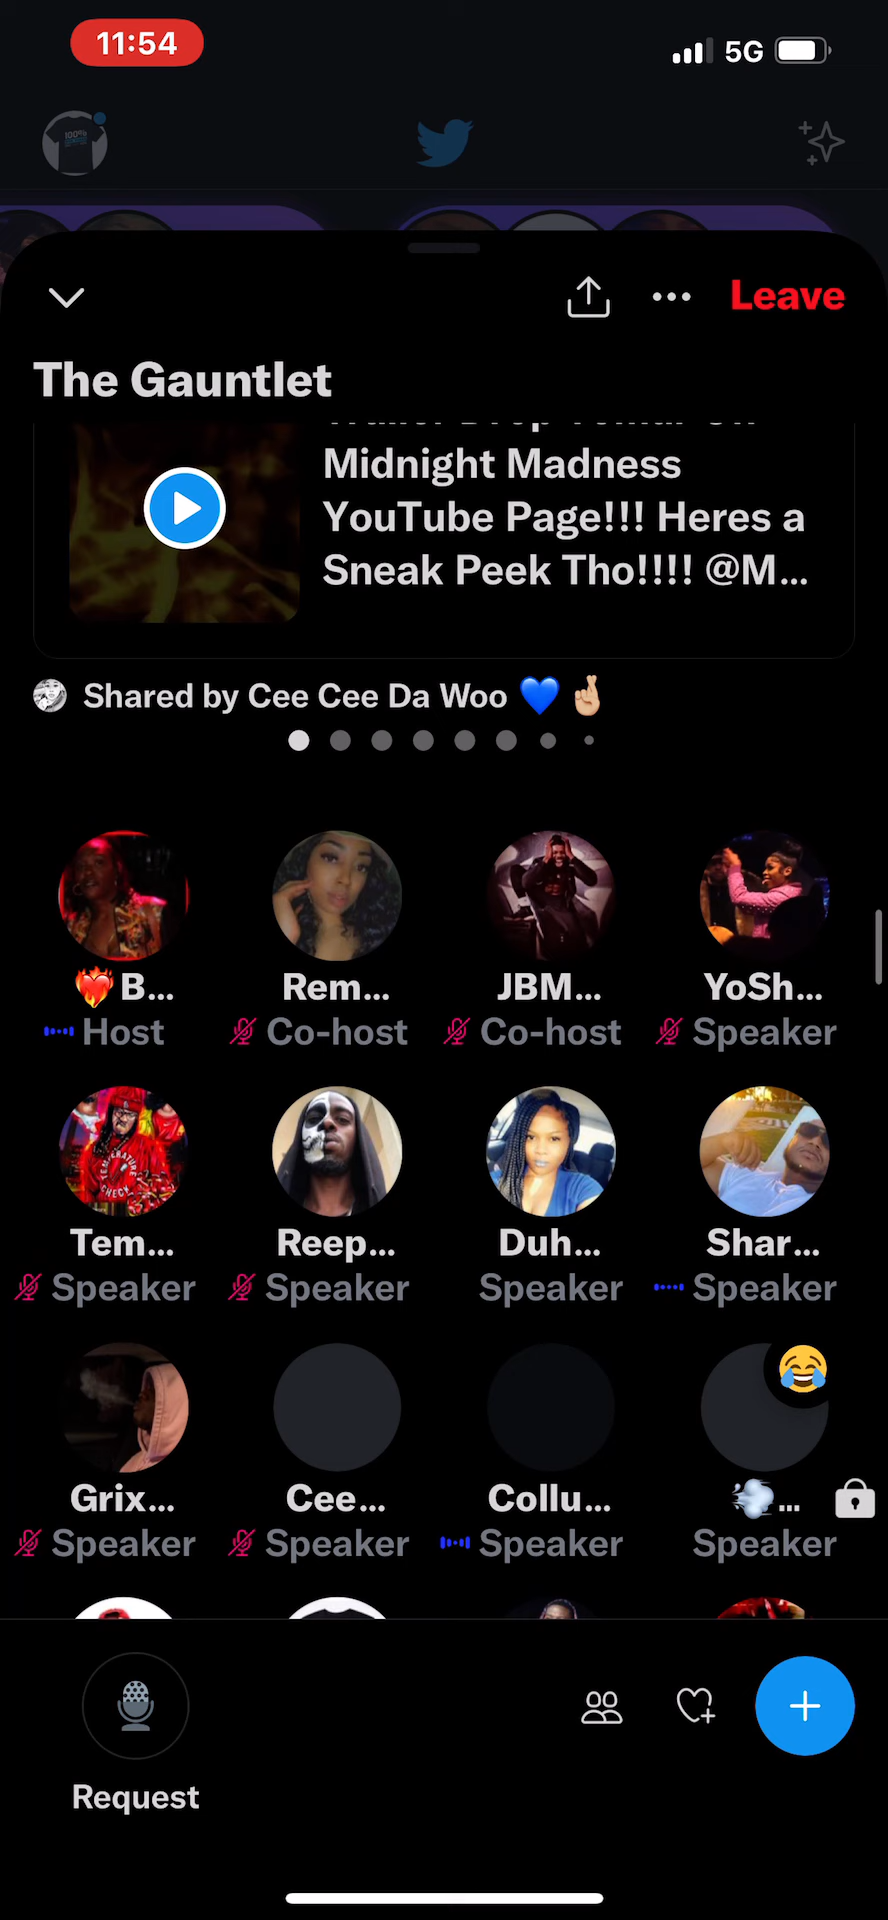 11:54
5G
100%
Leave
The Gauntlet
Midnight Madness
YouTube Page!!! Heres a
Sneak Peek Tho!!!! @M...
Shared by Cee Cee Da Woo 💙🤞🏼
❤️‍🔥B... Rem... JBM... YoSh...
Host Co-host Co-host Speaker
Tem... Reep... Duh... Shar...
Speaker Speaker Speaker Speaker
Grix... Cee... Collu... 💨...
Speaker Speaker Speaker Speaker
Request